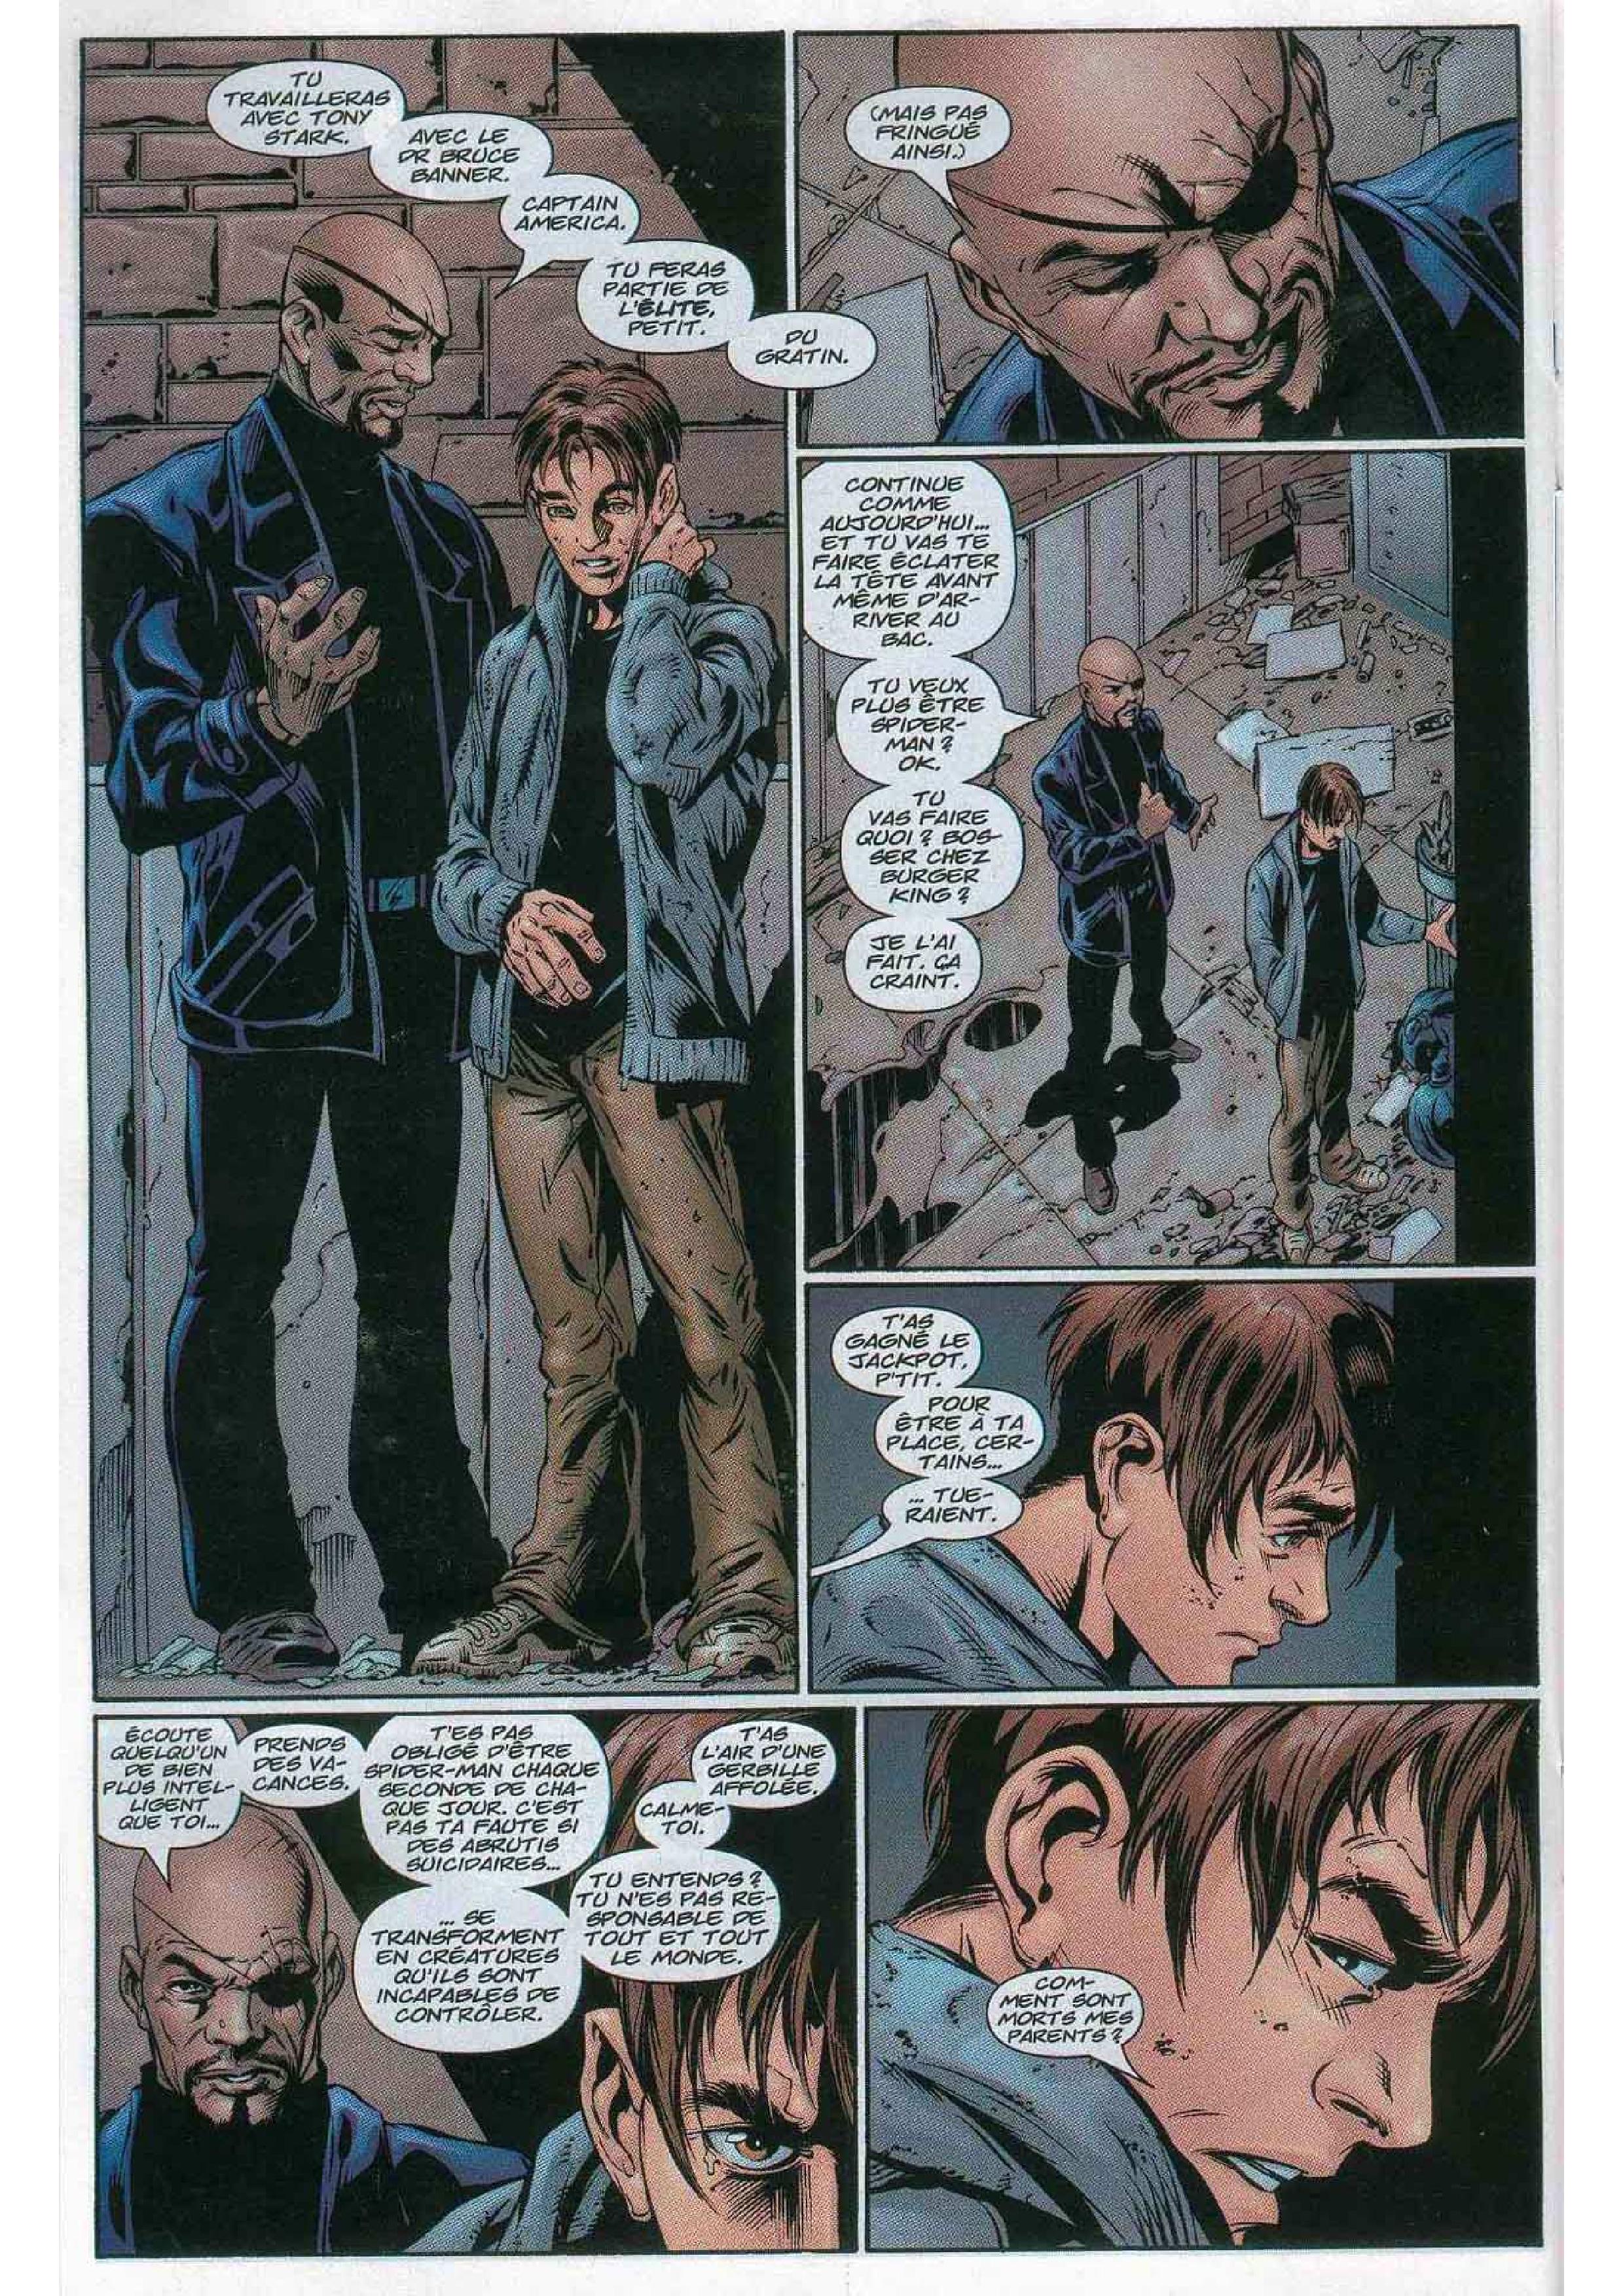 TU
TRAVAILLERAS
AVEC TONY
STARK.
AVEC LE
DR BRUCE
BANNER.
CAPTAIN
AMERICA.
TU FERAS
PARTIE DE
L'ÉLITE,
PETIT.
DU
GRATIN.
(MAIS PAS
FRINGUÉ
AINSI.)
CONTINUE
COMME
AUJOURD'HUI...
ET TU VAS TE
FAIRE ÉCLATER
LA TÊTE AVANT
MÊME D'AR-
RIVER AU
BAC.
TU VEUX
PLUS ÊTRE
SPIDER-
MAN ?
OK.
TU
VAS FAIRE
QUOI ? BOS-
SER CHEZ
BURGER
KING ?
JE L'AI
FAIT. ÇA
CRAINT.
T'AS
GAGNÉ LE
JACKPOT,
P'TIT.
POUR
ÊTRE À TA
PLACE, CER-
TAINS...
... TUE-
RAIENT.
ÉCOUTE
QUELQU'UN
DE BIEN
PLUS INTEL-
LIGENT
QUE TOI...
PRENDS
DES VA-
CANCES.
T'ES PAS
OBLIGÉ D'ÊTRE
SPIDER-MAN CHAQUE
SECONDE DE CHA-
QUE JOUR. C'EST
PAS TA FAUTE SI
DES ABRUTIS
SUICIDAIRES...
... SE
TRANSFORMENT
EN CRÉATURES
QU'ILS SONT
INCAPABLES DE
CONTRÔLER.
T'AS
L'AIR D'UNE
GERBILLE
AFFOLÉE.
CALME-
TOI.
TU ENTENDS ?
TU N'ES PAS RE-
SPONSABLE DE
TOUT ET TOUT
LE MONDE.
COM-
MENT SONT
MORTS MES
PARENTS ?